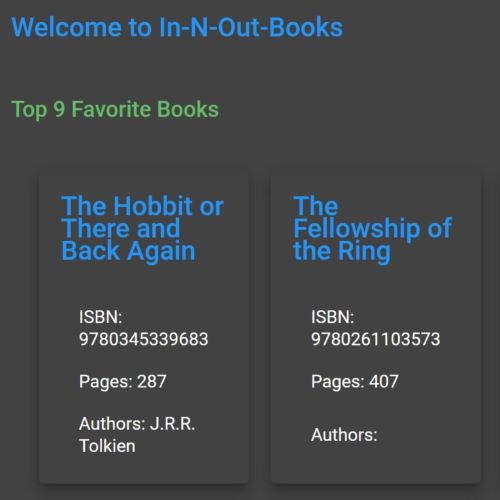 Welcome to In-N-Out-Books
Top 9 Favorite Books
The Hobbit or
There and
Back Again
ISBN:
9780345339683
Pages: 287
Authors: J.R.R.
Tolkien
The
Fellowship of
the Ring
ISBN:
9780261103573
Pages: 407
Authors: